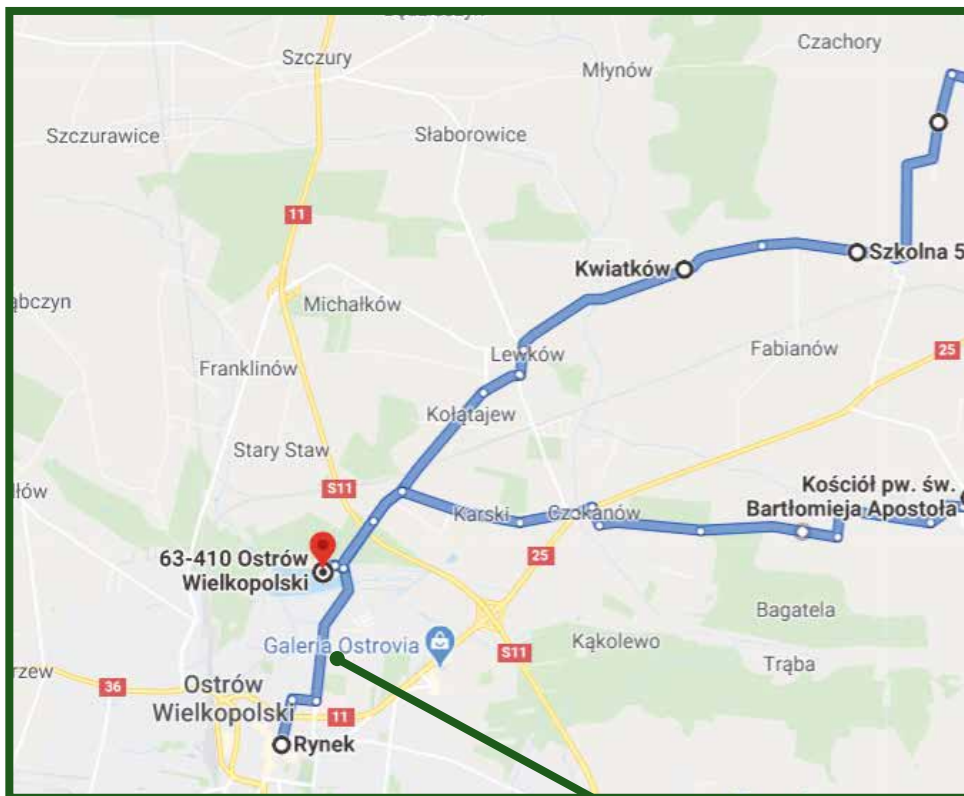 Szczury
Czachory
Młynów
Szczurawice
Słaborowice
11
Szkolna 5
Kwiatków
Michałków
Fabianów
25
Lewków
Franklinów
Kołątajew
Stary Staw
S11
Kościół pw. św.
Bartłomieja Apostoła
Karski
Czekanów
63-410 Ostrów
Wielkopolski
25
Bagatela
Kąkolewo
Galeria Ostrovia
S11
Trąba
36
Ostrów
Wielkopolski
11
Rynek